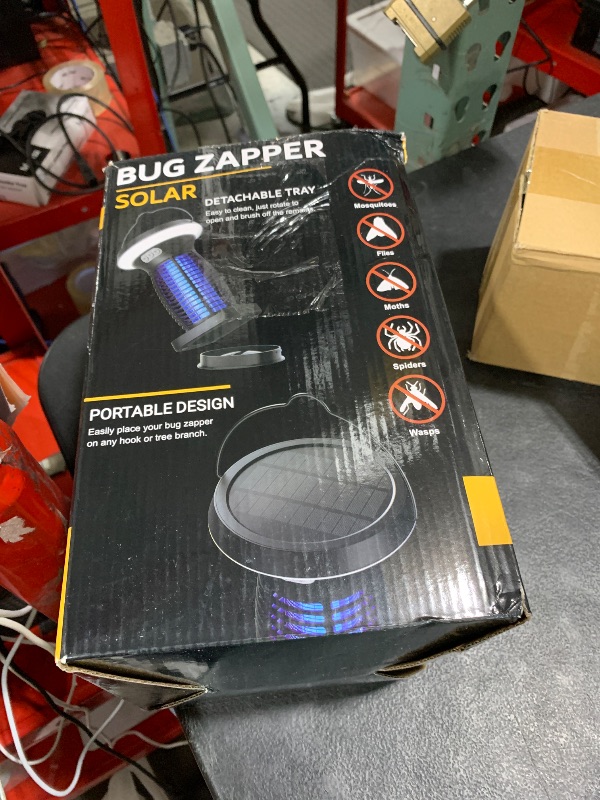 BUG ZAPPER
SOLAR
DETACHABLE TRAY
Easy to clean, just rotate to
open and brush off the remains.
Mosquitoes
Flies
Moths
Spiders
Wasps
PORTABLE DESIGN
Easily place your bug zapper
on any hook or tree branch.